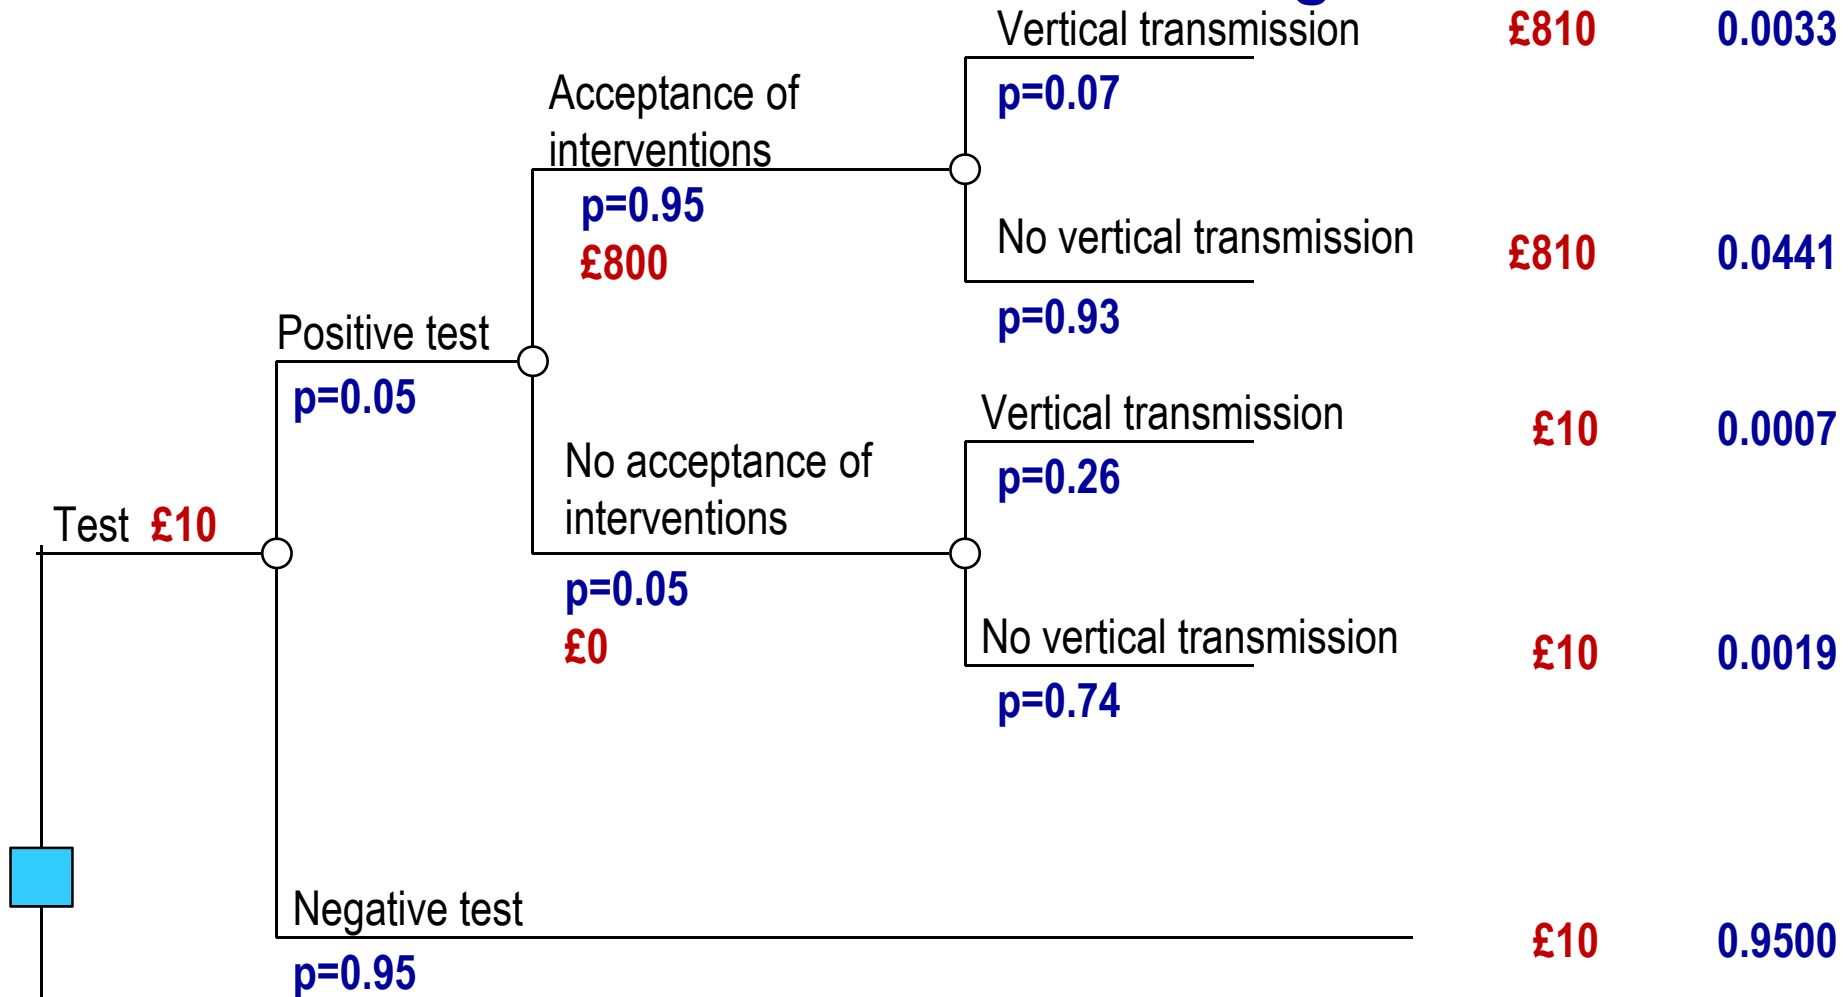 Vertical transmission £810 0.0033
p=0.07
Acceptance of
interventions
p=0.95
£800
No vertical transmission £810 0.0441
p=0.93
Positive test
p=0.05
Vertical transmission £10 0.0007
p=0.26
No acceptance of
interventions
p=0.05
£0
Test £10
No vertical transmission £10 0.0019
p=0.74
Negative test £10 0.9500
p=0.95